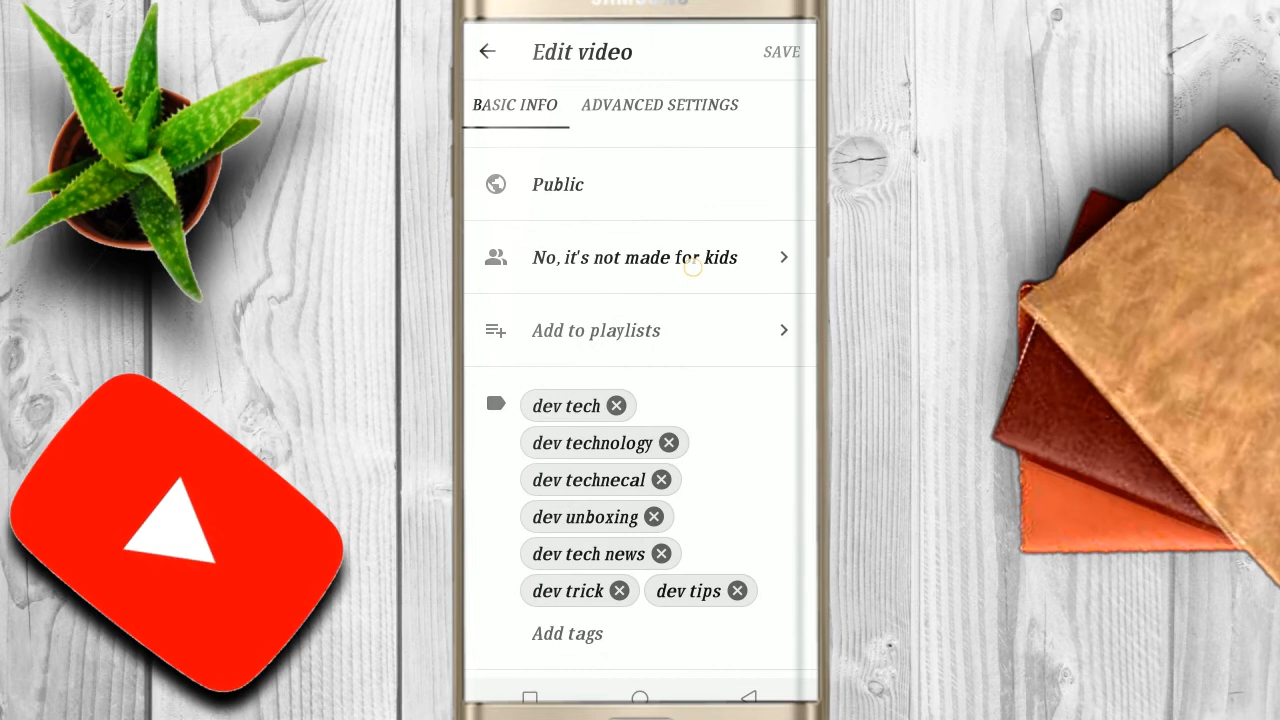 SAMSUNG
Edit video
SAVE
BASIC INFO
ADVANCED SETTINGS
Public
No, it's not made for kids
Add to playlists
dev tech
dev technology
dev technecal
dev unboxing
dev tech news
dev trick
dev tips
Add tags